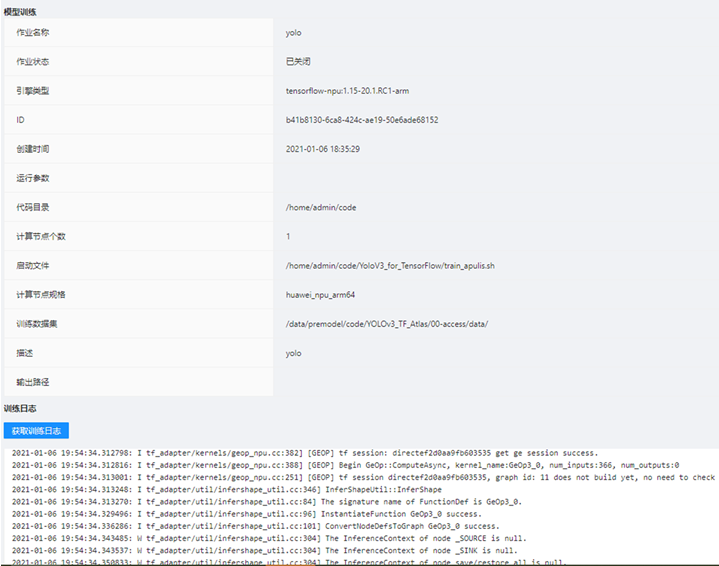 模型训练
作业名称 yolo
作业状态 已关闭
引擎类型 tensorflow-npu:1.15-20.1.RC1-arm
ID b41b8130-6ca8-424c-ae19-50e6ade68152
创建时间 2021-01-06 18:35:29
运行参数
代码目录 /home/admin/code
计算节点个数 1
启动文件 /home/admin/code/YoloV3_for_TensorFlow/train_apulis.sh
计算节点规格 huawei_npu_arm64
训练数据集 /data/premodel/code/YOLOv3_TF_Atlas/00-access/data/
描述 yolo
输出路径
训练日志
获取训练日志
2021-01-06 19:54:34.312798: I tf_adapter/kernels/geop_npu.cc:382] [GEOP] tf session: directef2d0aa9fb603535 get ge session success.
2021-01-06 19:54:34.312816: I tf_adapter/kernels/geop_npu.cc:388] [GEOP] Begin GeOp::ComputeAsync, kernel_name:GeOp3_0, num_inputs:366, num_outputs:0
2021-01-06 19:54:34.313001: I tf_adapter/kernels/geop_npu.cc:251] [GEOP] tf session directef2d0aa9fb603535, graph id: 11 does not build yet, no need to check
2021-01-06 19:54:34.313248: I tf_adapter/util/infershape_util.cc:346] InferShapeUtil::InferShape
2021-01-06 19:54:34.313270: I tf_adapter/util/infershape_util.cc:84] The signature name of FunctionDef is GeOp3_0.
2021-01-06 19:54:34.329496: I tf_adapter/util/infershape_util.cc:96] InstantiateFunction GeOp3_0 success.
2021-01-06 19:54:34.336286: I tf_adapter/util/infershape_util.cc:101] ConvertNodeDefsToGraph GeOp3_0 success.
2021-01-06 19:54:34.343485: W tf_adapter/util/infershape_util.cc:304] The InferenceContext of node _SOURCE is null.
2021-01-06 19:54:34.343537: W tf_adapter/util/infershape_util.cc:304] The InferenceContext of node _SINK is null.
2021-01-06 19:54:34.350833: W tf_adapter/util/infershape_util.cc:304] The InferenceContext of node save/restore_all is null.